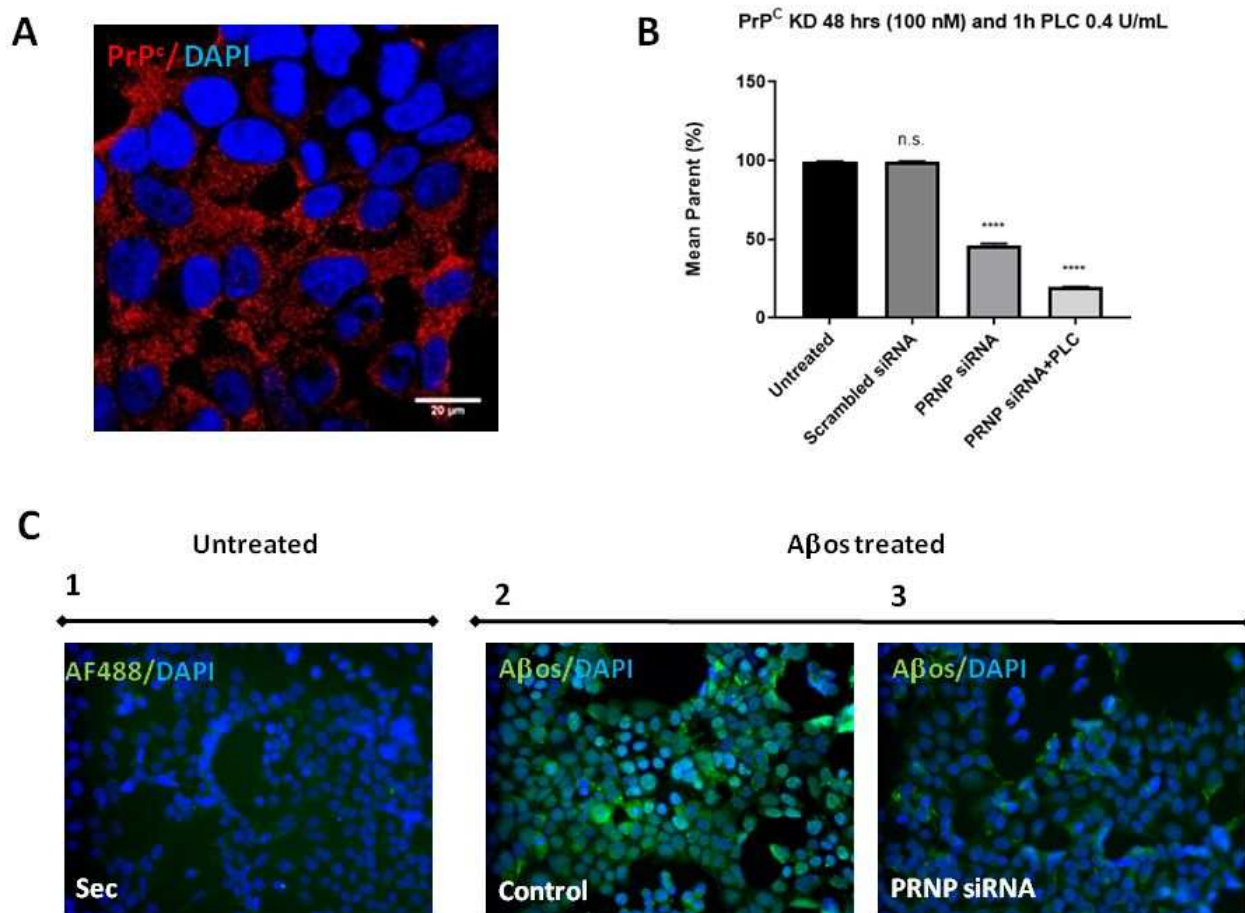 A
PrPᶜ/DAPI
20 µm
B
PrPᶜ KD 48 hrs (100 nM) and 1h PLC 0.4 U/mL
Mean Parent (%)
150
100
50
0
n.s.
****
****
Untreated
Scrambled siRNA
PRNP siRNA
PRNP siRNA+PLC
C
Untreated
Aβos treated
1
2
3
AF488/DAPI
Aβos/DAPI
Aβos/DAPI
Sec
Control
PRNP siRNA